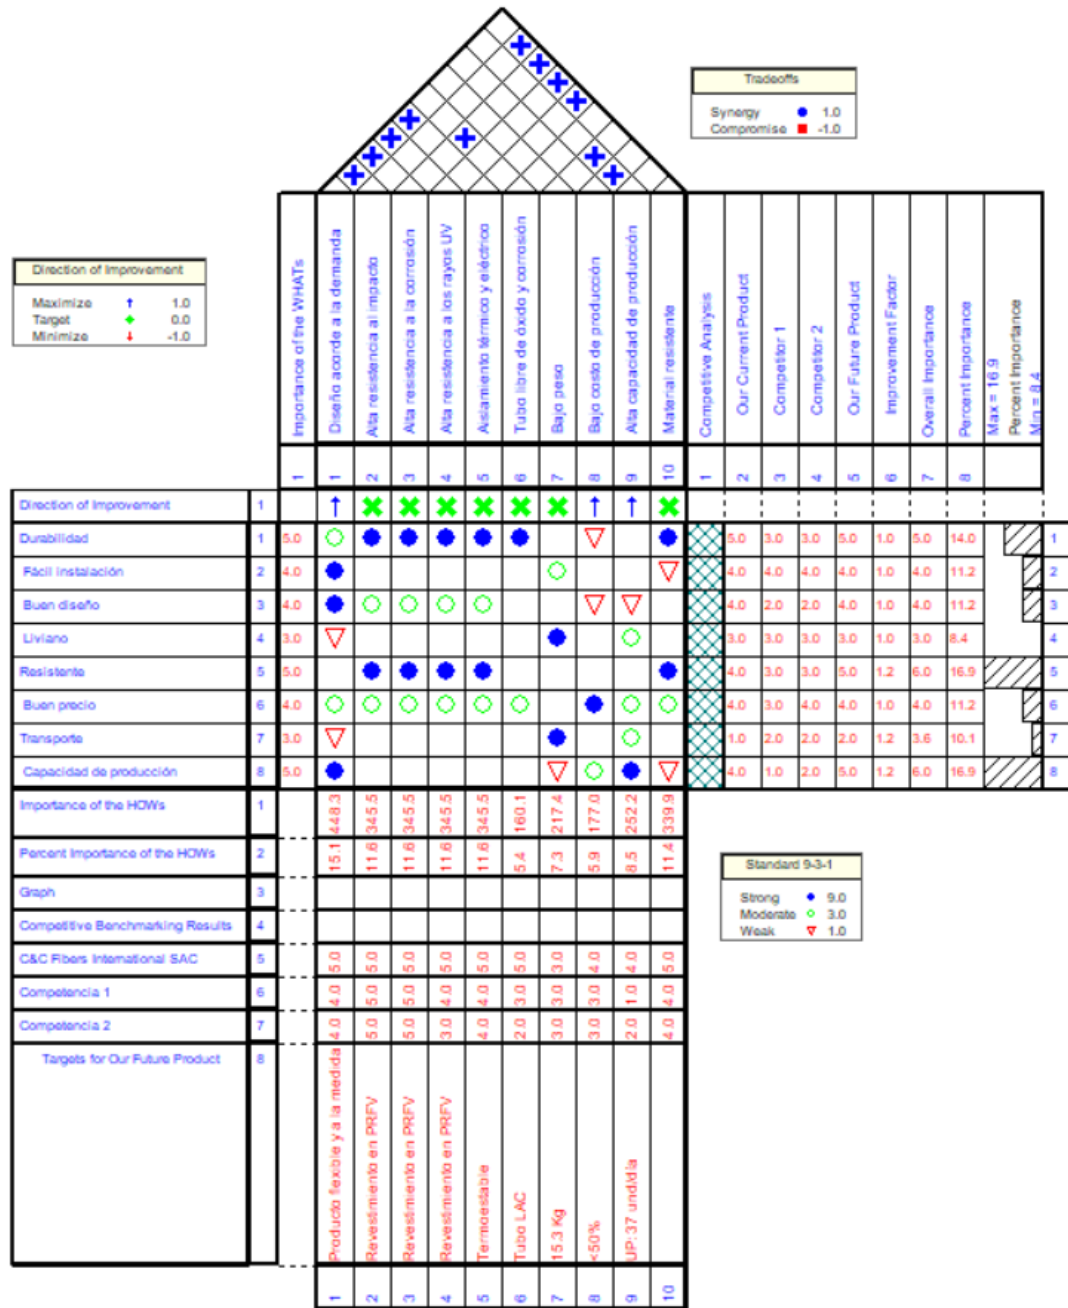 Tradeoffs
Synergy 1.0
Compromise -1.0
Direction of Improvement
Maximize 1.0
Target 0.0
Minimize -1.0
Importance of the WHATs
Diseño acorde a la demanda
Alta resistencia al impacto
Alta resistencia a la corrosión
Alta resistencia a los rayos UV
Aislamiento térmico y eléctrico
Tubo libre de óxido y corrosión
Bajo peso
Bajo costo de producción
Alta capacidad de producción
Material resistente
Competitive Analysis
Our Current Product
Competitor 1
Competitor 2
Our Future Product
Improvement Factor
Overall Importance
Percent Importance
Max = 16.9
Percent Importance
Min = 8.4
1 1 2 3 4 5 6 7 8 9 10 1 2 3 4 5 6 7 8
Direction of Improvement 1
Durabilidad 1 5.0 5.0 3.0 3.0 5.0 1.0 5.0 14.0 1
Fácil instalación 2 4.0 4.0 4.0 4.0 4.0 1.0 4.0 11.2 2
Buen diseño 3 4.0 4.0 2.0 2.0 4.0 1.0 4.0 11.2 3
Liviano 4 3.0 3.0 3.0 3.0 3.0 1.0 3.0 8.4 4
Resistente 5 5.0 4.0 3.0 3.0 5.0 1.2 6.0 16.9 5
Buen precio 6 4.0 4.0 3.0 4.0 4.0 1.0 4.0 11.2 6
Transporte 7 3.0 1.0 2.0 2.0 2.0 1.2 3.6 10.1 7
Capacidad de producción 8 5.0 4.0 1.0 2.0 5.0 1.2 6.0 16.9 8
Importance of the HOWs 1 448.3 345.5 345.5 345.5 345.5 160.1 217.4 177.0 252.2 339.9
Percent Importance of the HOWs 2 15.1 11.6 11.6 11.6 11.6 5.4 7.3 5.9 8.5 11.4
Graph 3
Competitive Benchmarking Results 4
C&C Fibers International SAC 5 5.0 5.0 5.0 5.0 5.0 5.0 3.0 4.0 4.0 5.0
Competencia 1 6 4.0 5.0 5.0 4.0 4.0 3.0 3.0 3.0 1.0 4.0
Competencia 2 7 4.0 5.0 5.0 3.0 4.0 2.0 3.0 3.0 2.0 4.0
Targets for Our Future Product 8
Producto flexible y a la medida
Revestimiento en PRFV
Revestimiento en PRFV
Revestimiento en PRFV
Termoestable
Tubo LAC
15.3 Kg
<50%
UP: 37 und/día
1 2 3 4 5 6 7 8 9 10
Standard 9-3-1
Strong 9.0
Moderate 3.0
Weak 1.0